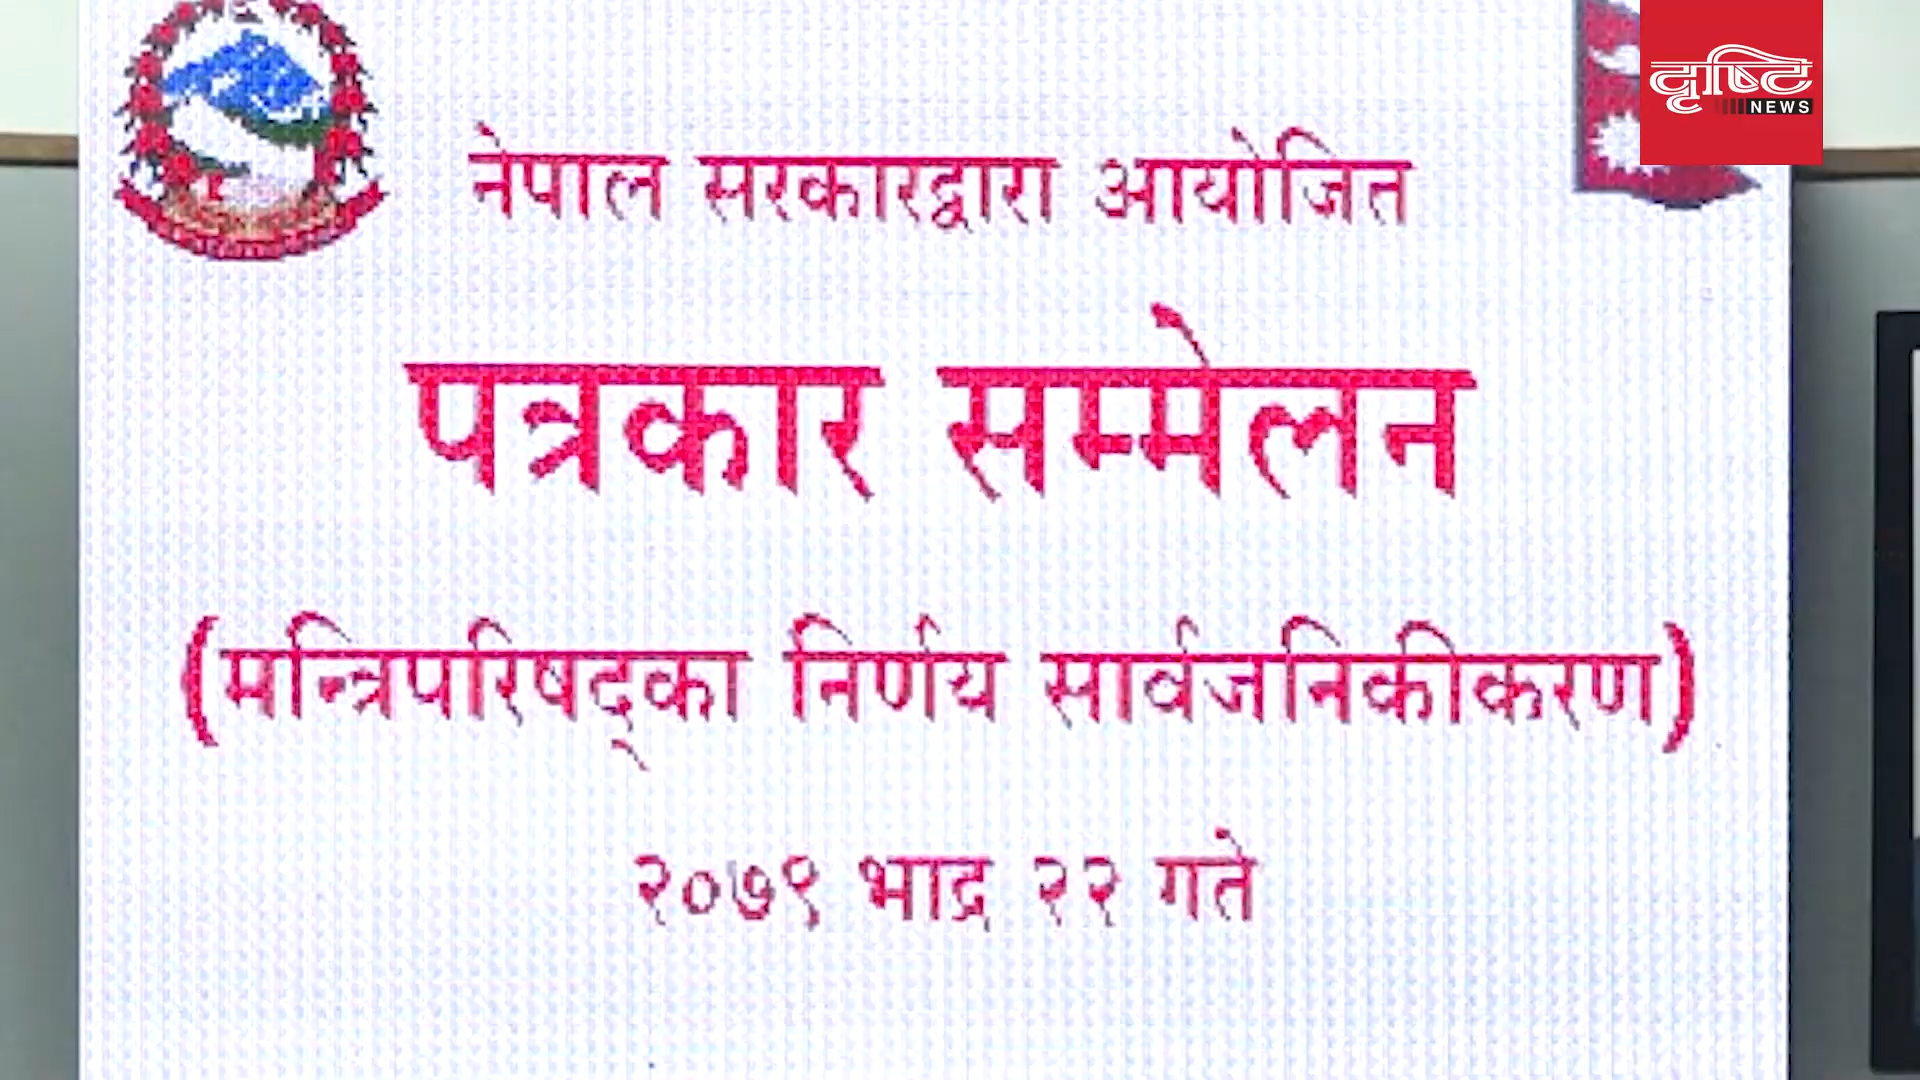 दृष्टि
NEWS
नेपाल सरकारद्वारा आयोजित
पत्रकार सम्मेलन
(मन्त्रिपरिषद्का निर्णय सार्वजनिकीकरण)
२०७९ भाद्र २२ गते